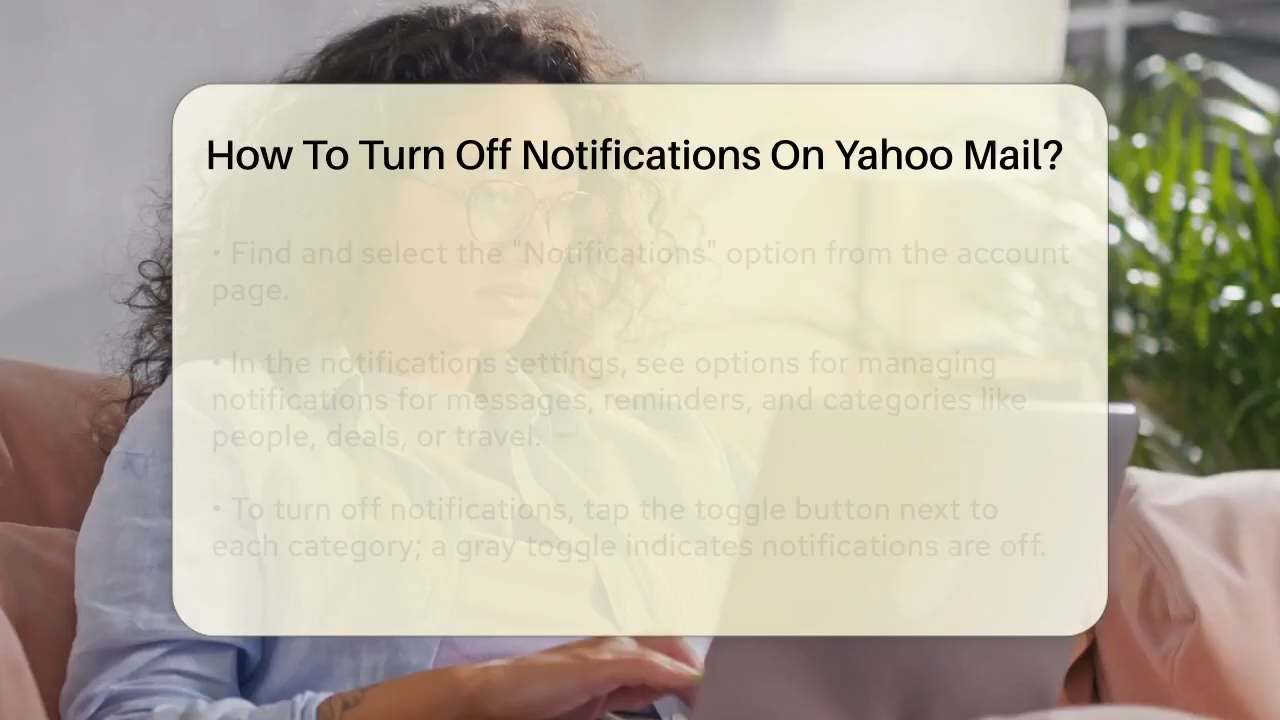 How To Turn Off Notifications On Yahoo Mail?
• Find and select the "Notifications" option from the account
page.
• In the notifications settings, see options for managing
notifications for messages, reminders, and categories like
people, deals, or travel.
• To turn off notifications, tap the toggle button next to
each category; a gray toggle indicates notifications are off.